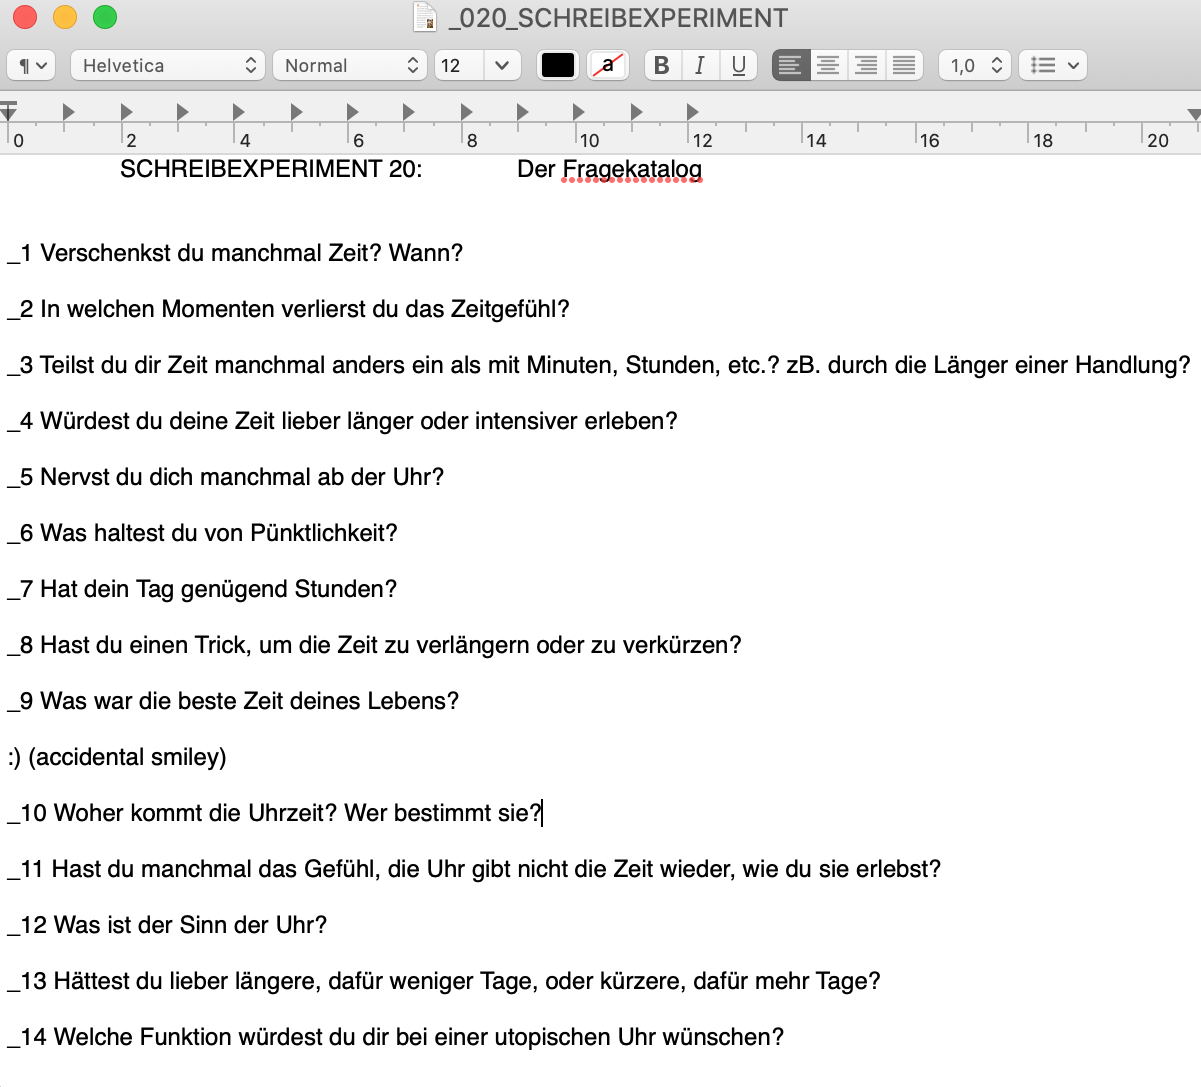 _020_SCHREIBEXPERIMENT
¶ Helvetica Normal 12 a B I U 1,0
0 2 4 6 8 10 12 14 16 18 20
SCHREIBEXPERIMENT 20: Der Fragekatalog
_1 Verschenkst du manchmal Zeit? Wann?
_2 In welchen Momenten verlierst du das Zeitgefühl?
_3 Teilst du dir Zeit manchmal anders ein als mit Minuten, Stunden, etc.? zB. durch die Länger einer Handlung?
_4 Würdest du deine Zeit lieber länger oder intensiver erleben?
_5 Nervst du dich manchmal ab der Uhr?
_6 Was haltest du von Pünktlichkeit?
_7 Hat dein Tag genügend Stunden?
_8 Hast du einen Trick, um die Zeit zu verlängern oder zu verkürzen?
_9 Was war die beste Zeit deines Lebens?
:) (accidental smiley)
_10 Woher kommt die Uhrzeit? Wer bestimmt sie?
_11 Hast du manchmal das Gefühl, die Uhr gibt nicht die Zeit wieder, wie du sie erlebst?
_12 Was ist der Sinn der Uhr?
_13 Hättest du lieber längere, dafür weniger Tage, oder kürzere, dafür mehr Tage?
_14 Welche Funktion würdest du dir bei einer utopischen Uhr wünschen?